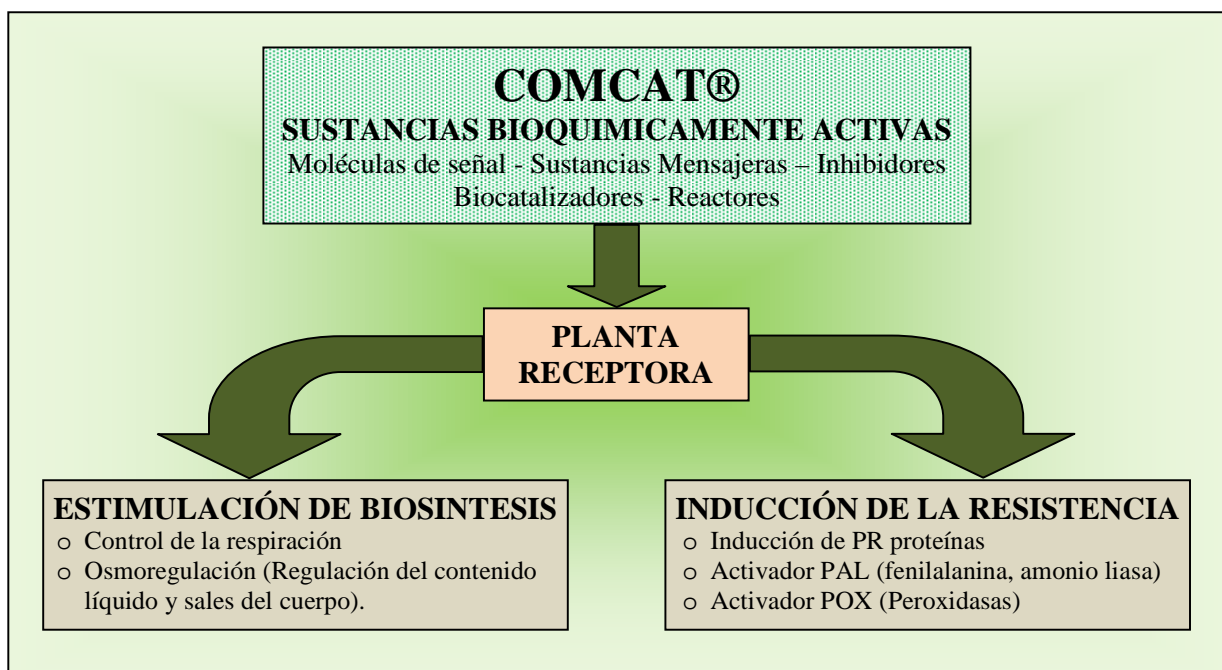 COMCAT®
SUSTANCIAS BIOQUIMICAMENTE ACTIVAS
Moléculas de señal - Sustancias Mensajeras – Inhibidores
Biocatalizadores - Reactores
PLANTA
RECEPTORA
ESTIMULACIÓN DE BIOSINTESIS
o Control de la respiración
o Osmoregulación (Regulación del contenido
líquido y sales del cuerpo).
INDUCCIÓN DE LA RESISTENCIA
o Inducción de PR proteínas
o Activador PAL (fenilalanina, amonio liasa)
o Activador POX (Peroxidasas)